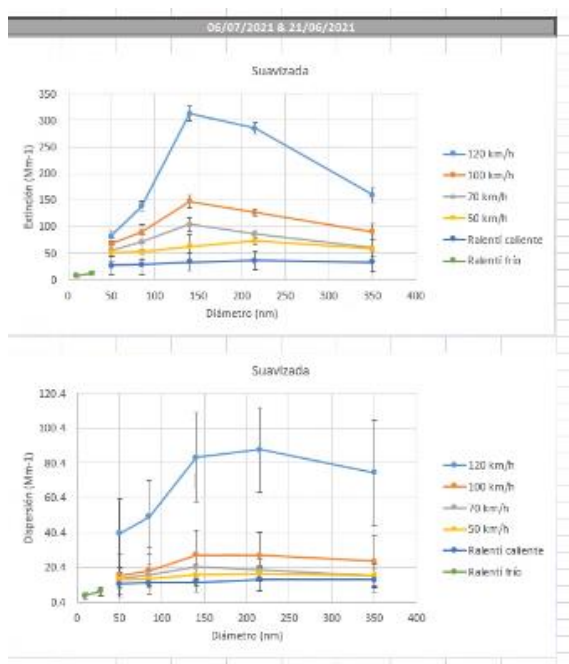 06/07/2021 & 21/06/2021
Suavizada
350
300
250
200
150
100
50
0
Extinción (Mm-1)
0 50 100 150 200 250 300 350 400
Diámetro (nm)
120 km/h
100 km/h
70 km/h
50 km/h
Ralentí caliente
Ralentí frío
Suavizada
120.4
100.4
80.4
60.4
40.4
20.4
0.4
Dispersión (Mm-1)
0 50 100 150 200 250 300 350 400
Diámetro (nm)
120 km/h
100 km/h
70 km/h
50 km/h
Ralentí caliente
Ralentí frío